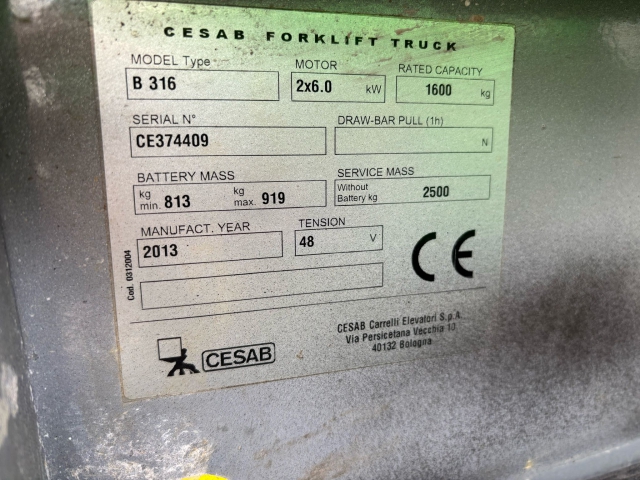 CESAB FORKLIFT TRUCK
MODEL Type MOTOR RATED CAPACITY
B 316 2x6.0 kW 1600 kg
SERIAL N° DRAW-BAR PULL (1h)
CE374409 N
BATTERY MASS SERVICE MASS
kg min. 813 kg max. 919 Without Battery kg 2500
MANUFACT. YEAR TENSION
2013 48 V
CE
Cod. 0312004
CESAB
CESAB Carrelli Elevatori S.p.A.
Via Persicetana Vecchia 10
40132 Bologna